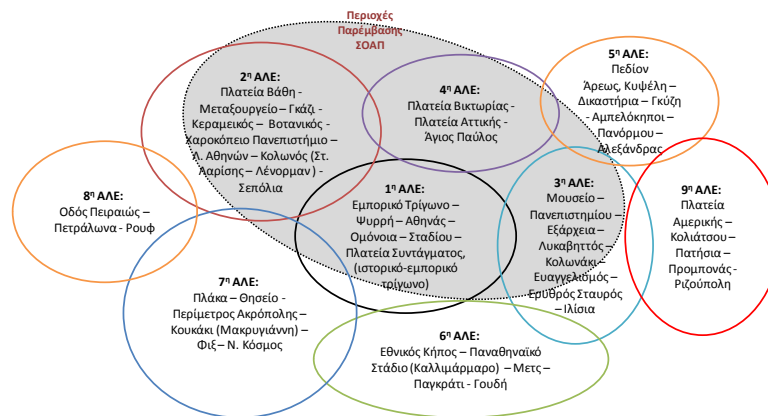 Περιοχές
Παρέμβασης
ΣΟΑΠ
2η ΑΛΕ:
Πλατεία Βάθη -
Μεταξουργείο – Γκάζι –
Κεραμεικός – Βοτανικός -
Χαροκόπειο Πανεπιστήμιο –
Λ. Αθηνών – Κολωνός (Στ.
Λαρίσης – Λένορμαν ) -
Σεπόλια
4η ΑΛΕ:
Πλατεία Βικτωρίας -
Πλατεία Αττικής -
Άγιος Παύλος
5η ΑΛΕ:
Πεδίον
Άρεως, Κυψέλη –
Δικαστήρια – Γκύζη
- Αμπελόκηποι –
Πανόρμου –
Αλεξάνδρας
8η ΑΛΕ:
Οδός Πειραιώς –
Πετράλωνα - Ρουφ
1η ΑΛΕ:
Εμπορικό Τρίγωνο –
Ψυρρή – Αθηνάς –
Ομόνοια – Σταδίου –
Πλατεία Συντάγματος,
(ιστορικό-εμπορικό
τρίγωνο)
3η ΑΛΕ:
Μουσείο –
Πανεπιστημίου –
Εξάρχεια –
Λυκαβηττός –
Κολωνάκι –
Ευαγγελισμός –
Ερυθρός Σταυρός
– Ιλίσια
9η ΑΛΕ:
Πλατεία
Αμερικής –
Κολιάτσου –
Πατήσια –
Προμπονάς -
Ριζούπολη
7η ΑΛΕ:
Πλάκα – Θησείο -
Περίμετρος Ακρόπολης –
Κουκάκι (Μακρυγιάννη) –
Φιξ – Ν. Κόσμος
6η ΑΛΕ:
Εθνικός Κήπος – Παναθηναϊκό
Στάδιό (Καλλιμάρμαρο) – Μετς –
Παγκράτι - Γουδή